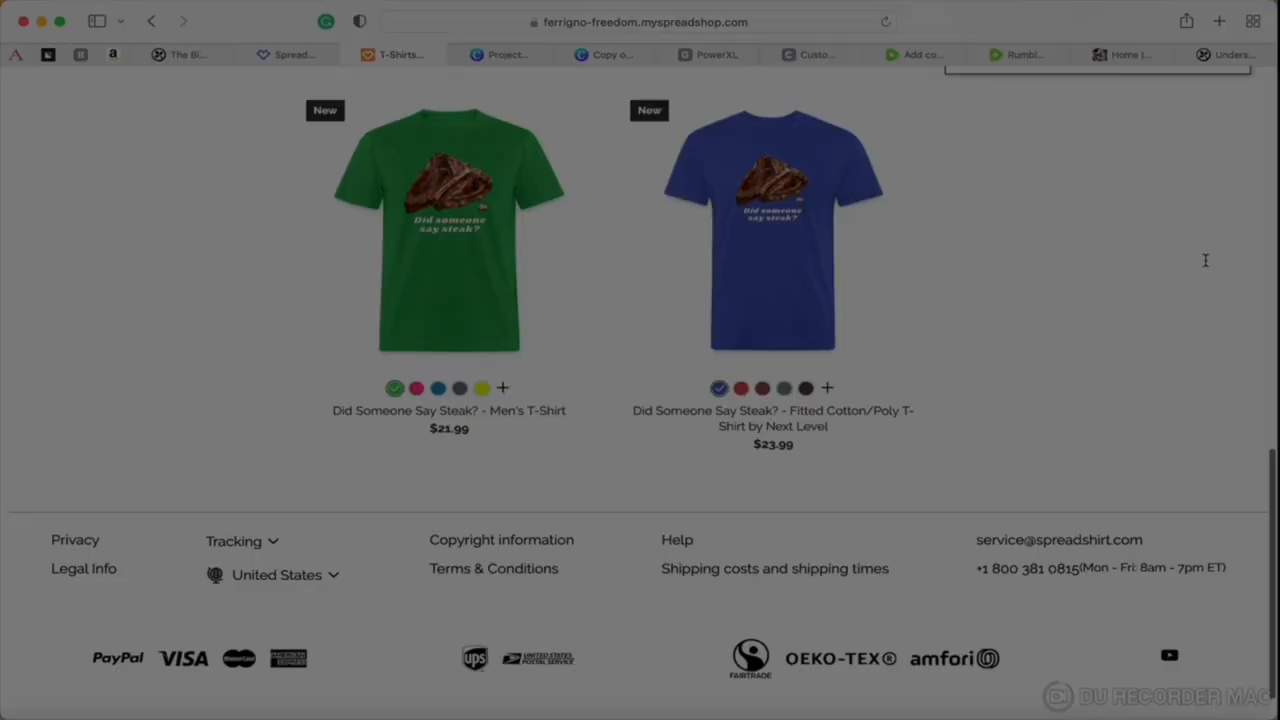 ferrigno-freedom.myspreadshop.com
The Bi...
Spread...
T-Shirts...
Project...
Copy o...
PowerXL
Custo...
Add co...
Rumbl...
Home |...
Unders...
New
New
Did someone
say steak?
Did someone
say steak?
Did Someone Say Steak? - Men's T-Shirt
$21.99
Did Someone Say Steak? - Fitted Cotton/Poly T-
Shirt by Next Level
$23.99
Privacy
Legal Info
Tracking
United States
Copyright information
Terms & Conditions
Help
Shipping costs and shipping times
service@spreadshirt.com
+1 800 381 0815(Mon - Fri: 8am - 7pm ET)
PayPal
VISA
MasterCard
AMERICAN EXPRESS
ups
UNITED STATES
POSTAL SERVICE
FAIRTRADE
OEKO-TEX®
amfori
DU RECORDER MAC